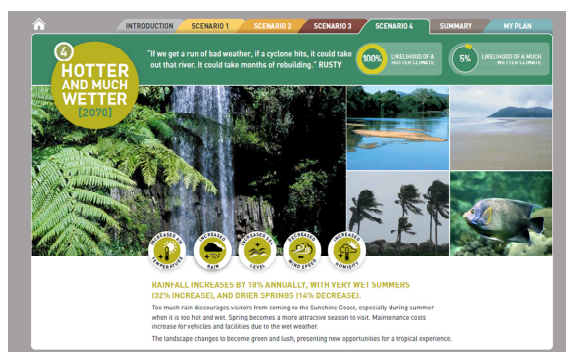 INTRODUCTION SCENARIO 1 SCENARIO 2 SCENARIO 3 SCENARIO 4 SUMMARY MY PLAN
4
HOTTER
AND MUCH
WETTER
[2070]
"If we get a run of bad weather, if a cyclone hits, it could take
out that river. It could take months of rebuilding." RUSTY
100%
LIKELIHOOD OF A
HOTTER CLIMATE
5%
LIKELIHOOD OF A MUCH
WETTER CLIMATE
INCREASED
TEMPERATURE
INCREASED
RAIN
INCREASED SEA
LEVEL
DECREASED
WIND SPEED
INCREASED
HUMIDITY
RAINFALL INCREASES BY 18% ANNUALLY, WITH VERY WET SUMMERS
(32% INCREASE), AND DRIER SPRINGS (14% DECREASE).
Too much rain discourages visitors from coming to the Sunshine Coast, especially during summer
when it is too hot and wet. Spring becomes a more attractive season to visit. Maintenance costs
increase for vehicles and facilities due to the wet weather.
The landscape changes to become green and lush, presenting new opportunities for a tropical experience.